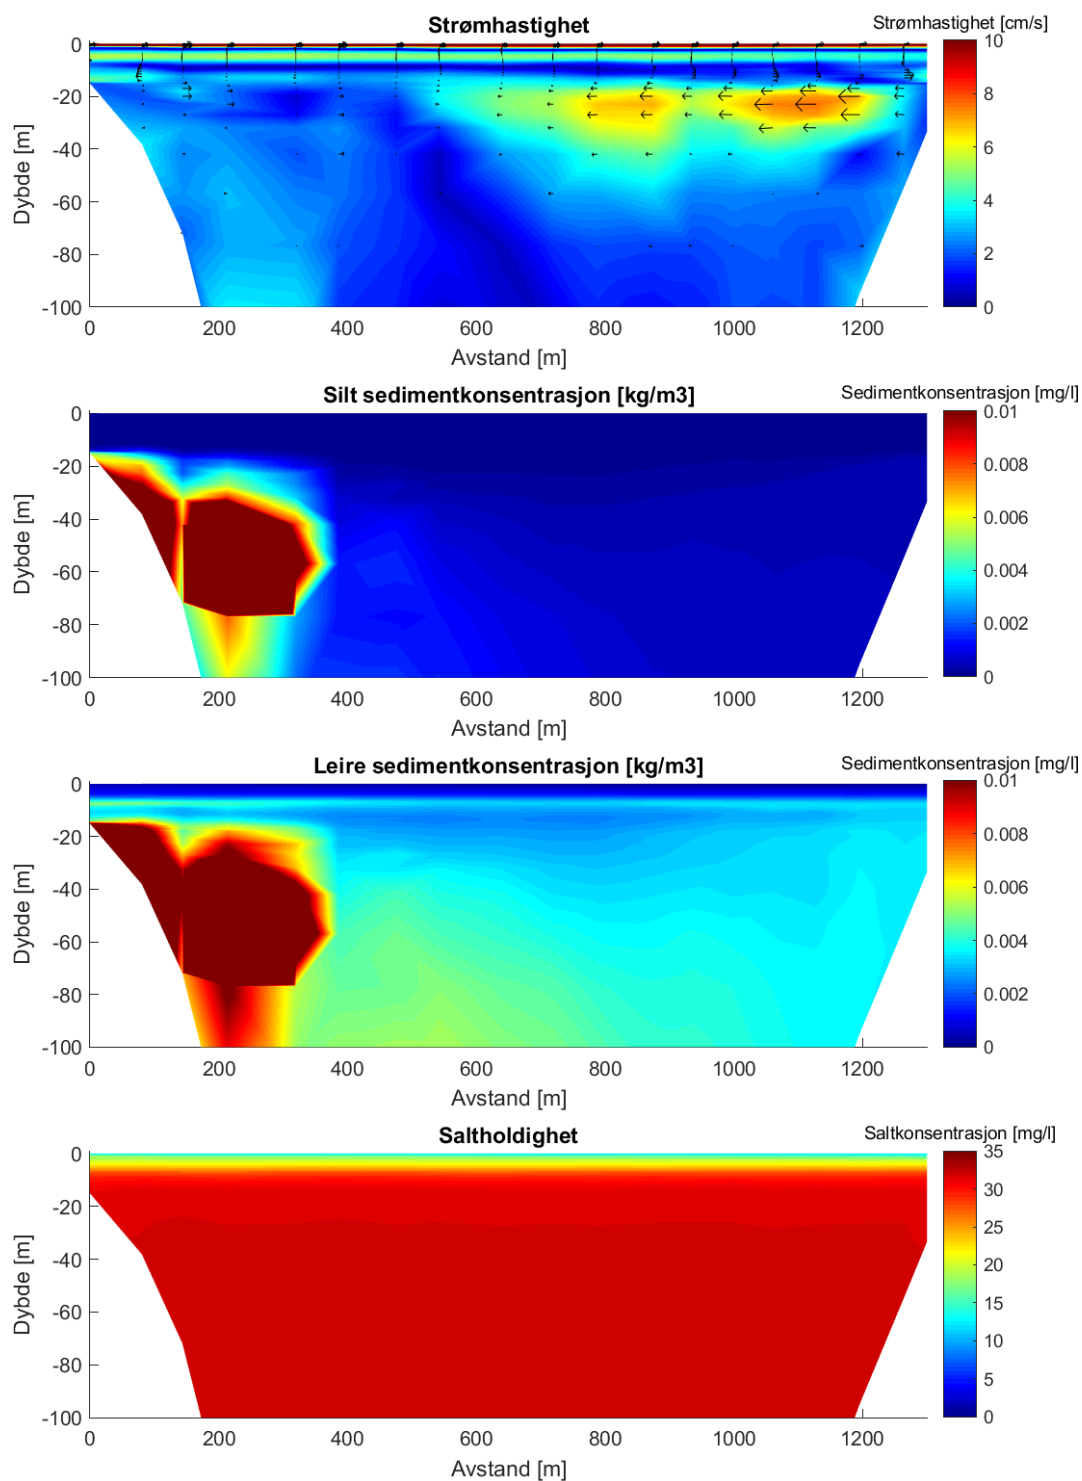 Strømhastighet
Strømhastighet [cm/s]
0
-20
-40
-60
-80
-100
Dybde [m]
0 200 400 600 800 1000 1200
Avstand [m]
10
8
6
4
2
0
Silt sedimentkonsentrasjon [kg/m3]
Sedimentkonsentrasjon [mg/l]
0
-20
-40
-60
-80
-100
Dybde [m]
0 200 400 600 800 1000 1200
Avstand [m]
0.01
0.008
0.006
0.004
0.002
0
Leire sedimentkonsentrasjon [kg/m3]
Sedimentkonsentrasjon [mg/l]
0
-20
-40
-60
-80
-100
Dybde [m]
0 200 400 600 800 1000 1200
Avstand [m]
0.01
0.008
0.006
0.004
0.002
0
Saltholdighet
Saltkonsentrasjon [mg/l]
0
-20
-40
-60
-80
-100
Dybde [m]
0 200 400 600 800 1000 1200
Avstand [m]
35
30
25
20
15
10
5
0